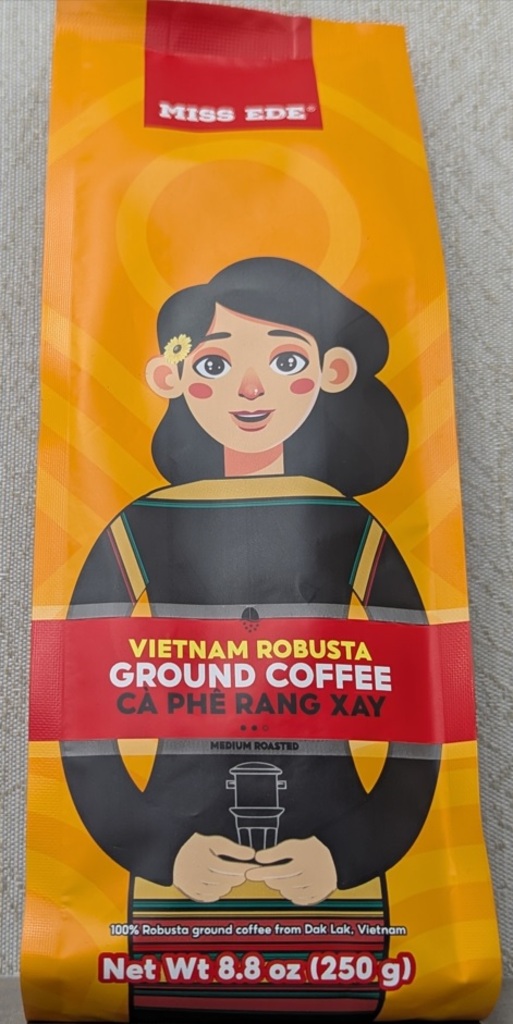 MISS EDE®
VIETNAM ROBUSTA
GROUND COFFEE
CÀ PHÊ RANG XAY
MEDIUM ROASTED
100% Robusta ground coffee from Dak Lak, Vietnam
Net Wt 8.8 oz (250 g)